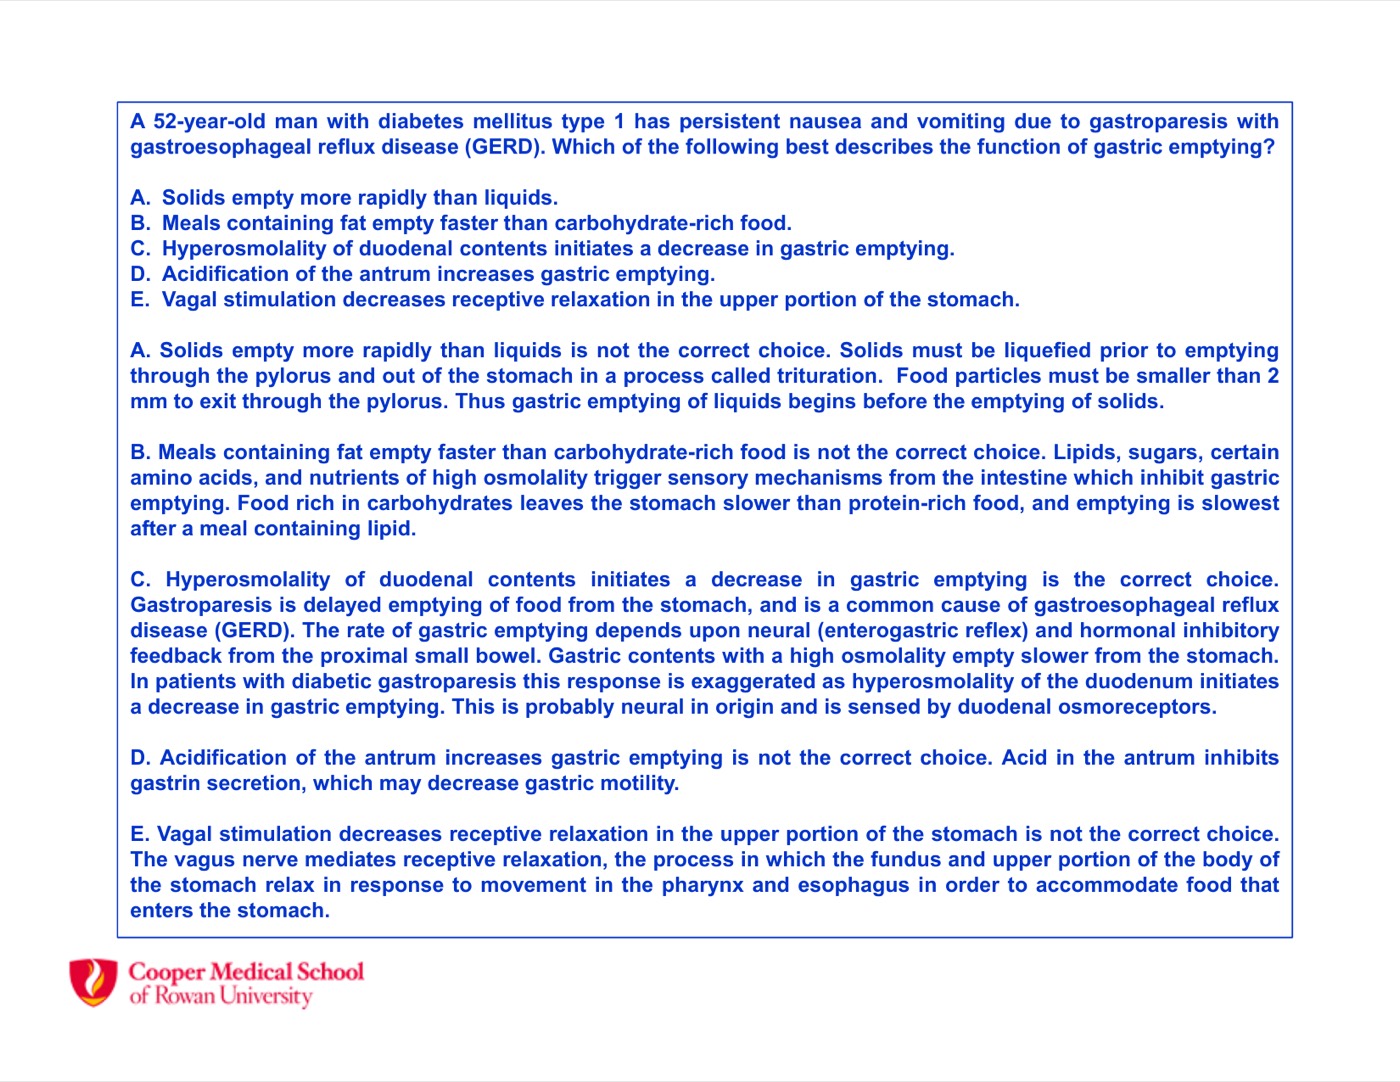 A 52-year-old man with diabetes mellitus type 1 has persistent nausea and vomiting due to gastroparesis with
gastroesophageal reflux disease (GERD). Which of the following best describes the function of gastric emptying?
A. Solids empty more rapidly than liquids.
B. Meals containing fat empty faster than carbohydrate-rich food.
C. Hyperosmolality of duodenal contents initiates a decrease in gastric emptying.
D. Acidification of the antrum increases gastric emptying.
E. Vagal stimulation decreases receptive relaxation in the upper portion of the stomach.
A. Solids empty more rapidly than liquids is not the correct choice. Solids must be liquefied prior to emptying
through the pylorus and out of the stomach in a process called trituration. Food particles must be smaller than 2
mm to exit through the pylorus. Thus gastric emptying of liquids begins before the emptying of solids.
B. Meals containing fat empty faster than carbohydrate-rich food is not the correct choice. Lipids, sugars, certain
amino acids, and nutrients of high osmolality trigger sensory mechanisms from the intestine which inhibit gastric
emptying. Food rich in carbohydrates leaves the stomach slower than protein-rich food, and emptying is slowest
after a meal containing lipid.
C. Hyperosmolality of duodenal contents initiates a decrease in gastric emptying is the correct choice.
Gastroparesis is delayed emptying of food from the stomach, and is a common cause of gastroesophageal reflux
disease (GERD). The rate of gastric emptying depends upon neural (enterogastric reflex) and hormonal inhibitory
feedback from the proximal small bowel. Gastric contents with a high osmolality empty slower from the stomach.
In patients with diabetic gastroparesis this response is exaggerated as hyperosmolality of the duodenum initiates
a decrease in gastric emptying. This is probably neural in origin and is sensed by duodenal osmoreceptors.
D. Acidification of the antrum increases gastric emptying is not the correct choice. Acid in the antrum inhibits
gastrin secretion, which may decrease gastric motility.
E. Vagal stimulation decreases receptive relaxation in the upper portion of the stomach is not the correct choice.
The vagus nerve mediates receptive relaxation, the process in which the fundus and upper portion of the body of
the stomach relax in response to movement in the pharynx and esophagus in order to accommodate food that
enters the stomach.
Cooper Medical School
of Rowan University